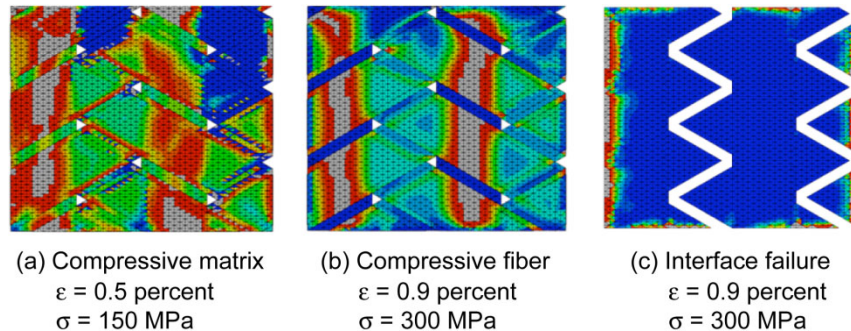 (a) Compressive matrix
ε = 0.5 percent
σ = 150 MPa
(b) Compressive fiber
ε = 0.9 percent
σ = 300 MPa
(c) Interface failure
ε = 0.9 percent
σ = 300 MPa